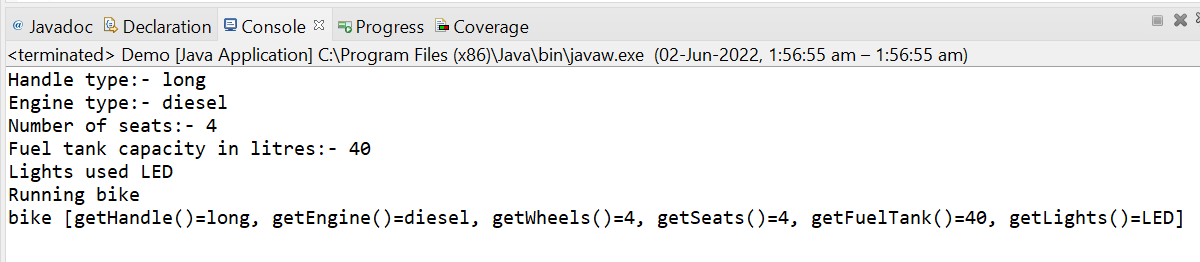 @ Javadoc Declaration Console Progress Coverage
<terminated> Demo [Java Application] C:\Program Files (x86)\Java\bin\javaw.exe (02-Jun-2022, 1:56:55 am – 1:56:55 am)
Handle type:- long
Engine type:- diesel
Number of seats:- 4
Fuel tank capacity in litres:- 40
Lights used LED
Running bike
bike [getHandle()=long, getEngine()=diesel, getWheels()=4, getSeats()=4, getFuelTank()=40, getLights()=LED]